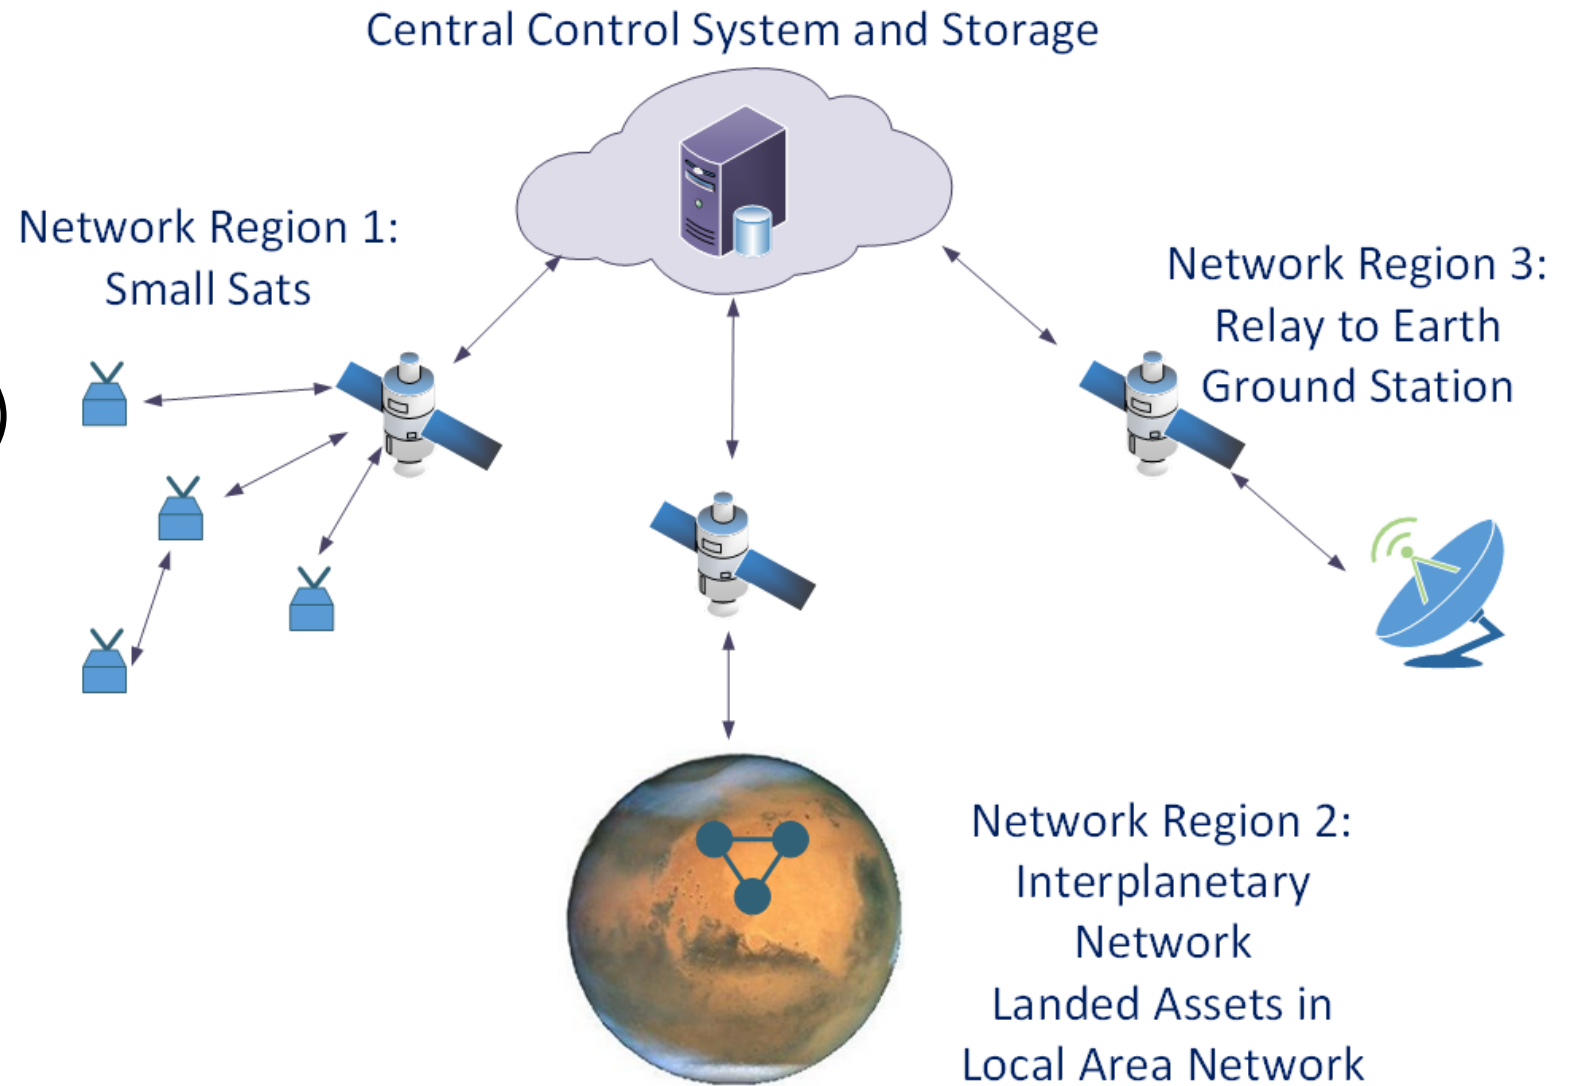 Central Control System and Storage
Network Region 1:
Small Sats
Network Region 3:
Relay to Earth
Ground Station
Network Region 2:
Interplanetary
Network
Landed Assets in
Local Area Network